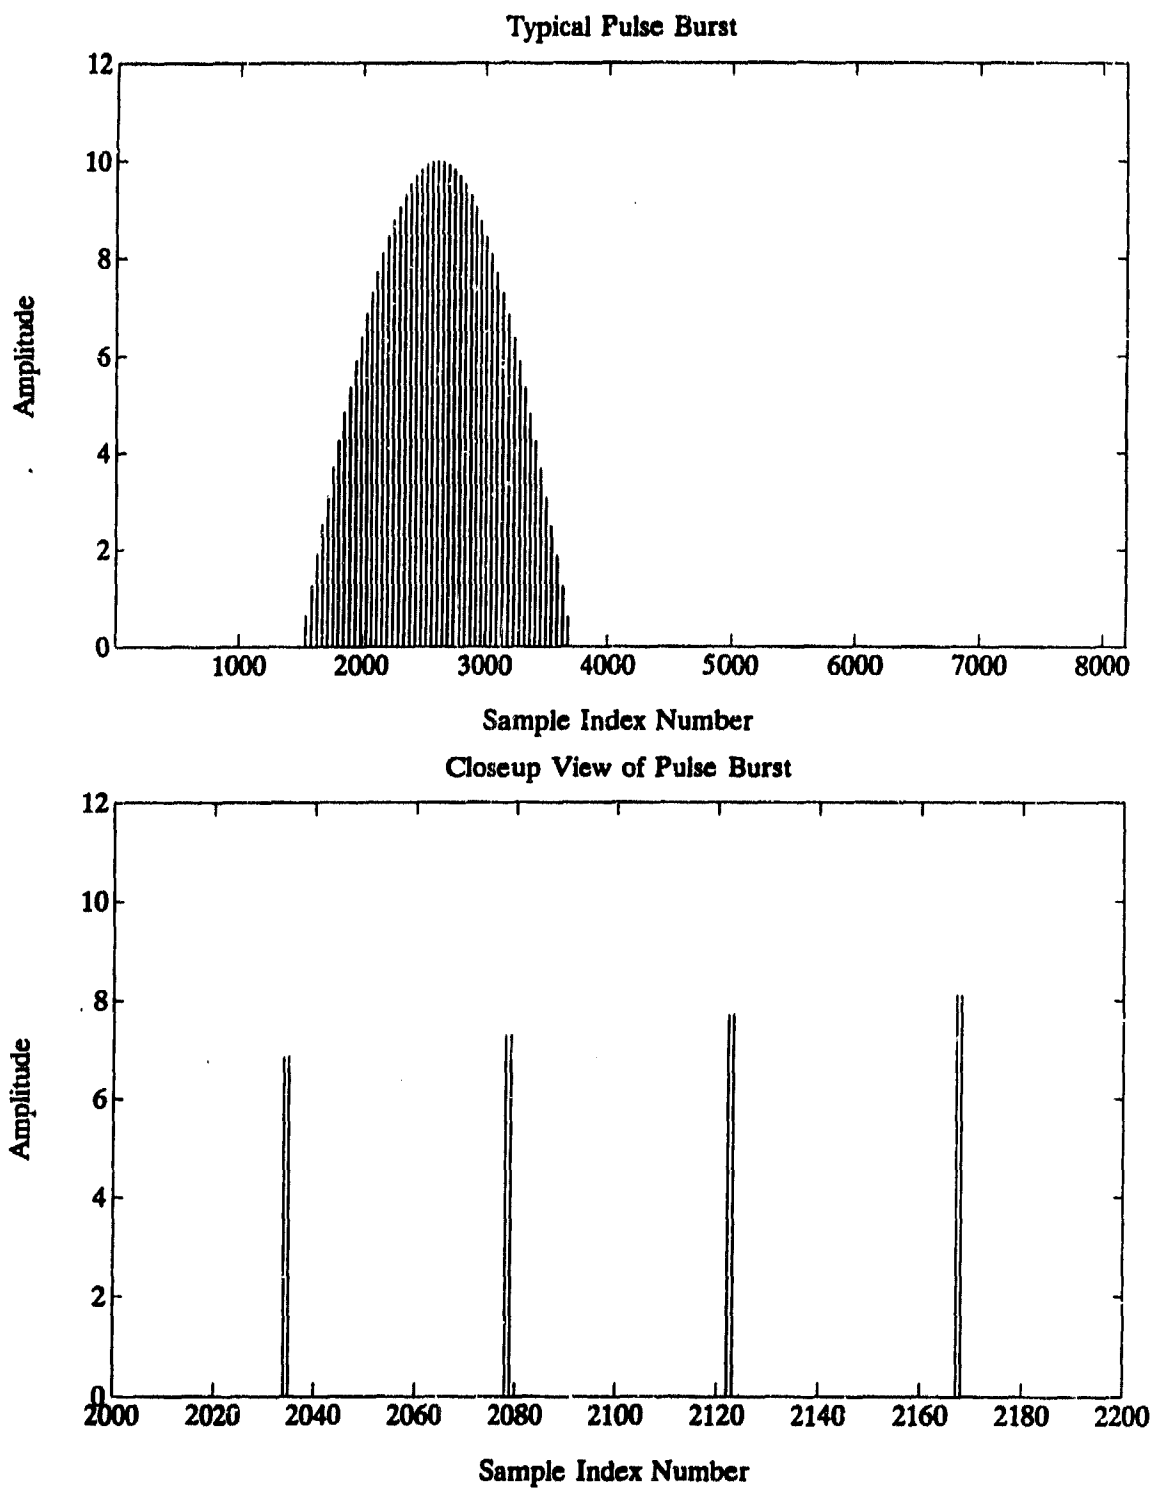 Typical Pulse Burst
12
10
8
6
4
2
0
Amplitude
1000 2000 3000 4000 5000 6000 7000 8000
Sample Index Number
Closeup View of Pulse Burst
12
10
8
6
4
2
0
Amplitude
2000 2020 2040 2060 2080 2100 2120 2140 2160 2180 2200
Sample Index Number